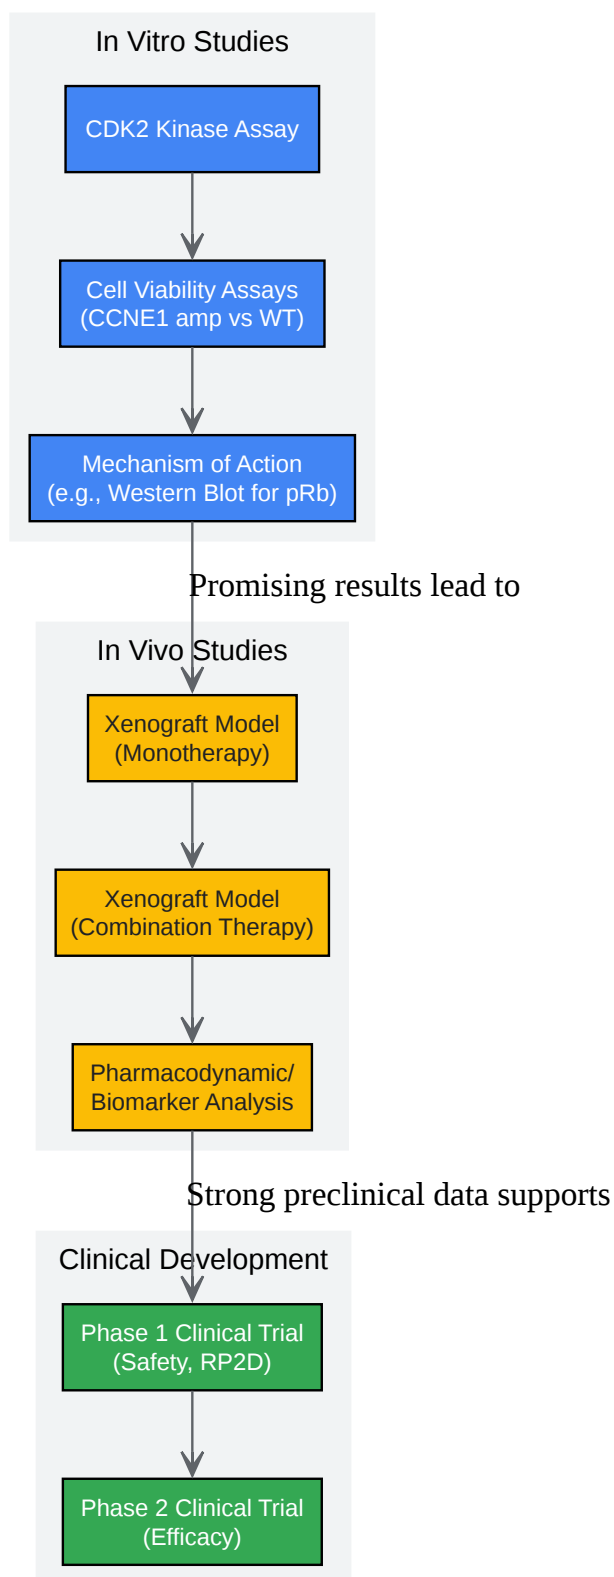 In Vitro Studies
CDK2 Kinase Assay
Cell Viability Assays
(CCNE1 amp vs WT)
Mechanism of Action
(e.g., Western Blot for pRb)
Promising results lead to
In Vivo Studies
Xenograft Model
(Monotherapy)
Xenograft Model
(Combination Therapy)
Pharmacodynamic/
Biomarker Analysis
Strong preclinical data supports
Clinical Development
Phase 1 Clinical Trial
(Safety, RP2D)
Phase 2 Clinical Trial
(Efficacy)